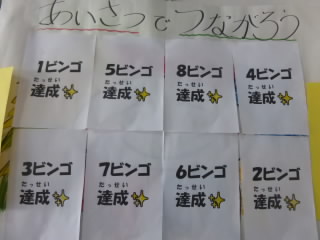 あいさつで つながろう
1ビンゴ
たっせい
達成
5ビンゴ
たっせい
達成
8ビンゴ
たっせい
達成
4ビンゴ
たっせい
達成
3ビンゴ
たっせい
達成
7ビンゴ
たっせい
達成
6ビンゴ
たっせい
達成
2ビンゴ
たっせい
達成